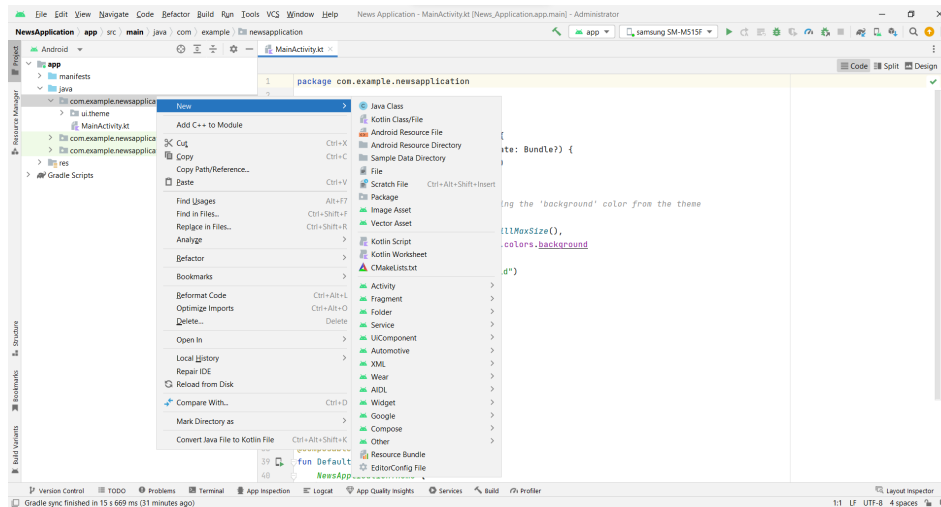 File Edit View Navigate Code Refactor Build Run Tools VCS Window Help News Application - MainActivity.kt [News_Application.app.main] - Administrator
NewsApplication app src main java com example newsapplication app samsung SM-M515F
Android MainActivity.kt
Code Split Design
app
manifests
java
com.example.newsapplica
ui.theme
MainActivity.kt
com.example.newsapplica
com.example.newsapplica
res
Gradle Scripts
Project
Resource Manager
Structure
Bookmarks
Build Variants
New
Add C++ to Module
Cut Ctrl+X
Copy Ctrl+C
Copy Path/Reference...
Paste Ctrl+V
Find Usages Alt+F7
Find in Files... Ctrl+Shift+F
Replace in Files... Ctrl+Shift+R
Analyze
Refactor
Bookmarks
Reformat Code Ctrl+Alt+L
Optimize Imports Ctrl+Alt+O
Delete... Delete
Open In
Local History
Repair IDE
Reload from Disk
Compare With... Ctrl+D
Mark Directory as
Convert Java File to Kotlin File Ctrl+Alt+Shift+K
Java Class
Kotlin Class/File
Android Resource File
Android Resource Directory
Sample Data Directory
File
Scratch File Ctrl+Alt+Shift+Insert
Package
Image Asset
Vector Asset
Kotlin Script
Kotlin Worksheet
CMakeLists.txt
Activity
Fragment
Folder
Service
UiComponent
Automotive
XML
Wear
AIDL
Widget
Google
Compose
Other
Resource Bundle
EditorConfig File
1 package com.example.newsapplication
2
{
ate: Bundle?) {
)
ing the 'background' color from the theme
llMaxSize(),
.colors.background
d")
39 fun Default
40
Version Control TODO Problems Terminal App Inspection Logcat App Quality Insights Services Build Profiler Layout Inspector
Gradle sync finished in 15 s 669 ms (31 minutes ago) 1:1 LF UTF-8 4 spaces